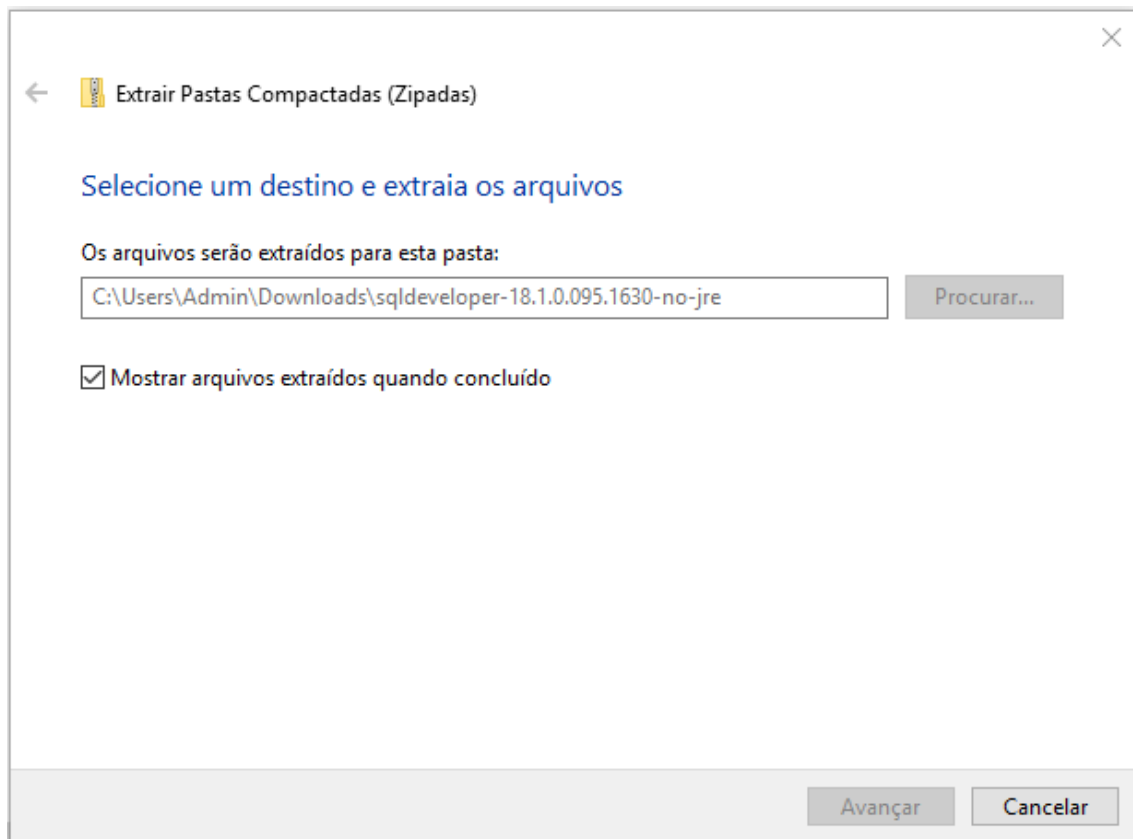 Extrair Pastas Compactadas (Zipadas)
Selecione um destino e extraia os arquivos
Os arquivos serão extraídos para esta pasta:
C:\Users\Admin\Downloads\sqldeveloper-18.1.0.095.1630-no-jre
Procurar...
Mostrar arquivos extraídos quando concluído
Avançar
Cancelar